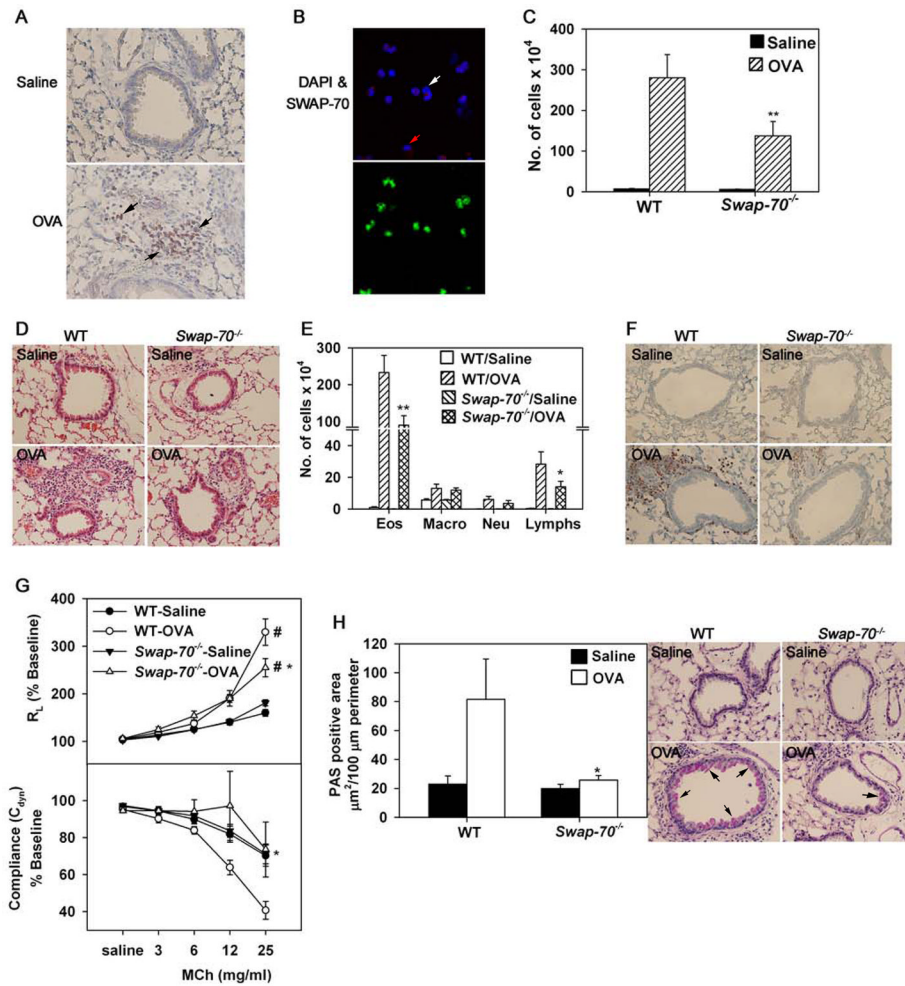 A
Saline
OVA
B
DAPI &
SWAP-70
C
No. of cells x 10⁴
400
300
200
100
0
Saline
OVA
**
WT
Swap-70⁻/⁻
D
WT
Swap-70⁻/⁻
Saline
Saline
OVA
OVA
E
No. of cells x 10⁴
300
200
100
20
10
0
WT/Saline
WT/OVA
Swap-70⁻/⁻/Saline
Swap-70⁻/⁻/OVA
**
*
Eos
Macro
Neu
Lymphs
F
WT
Swap-70⁻/⁻
Saline
Saline
OVA
OVA
G
R_L (% Baseline)
400
300
200
100
WT-Saline
WT-OVA
Swap-70⁻/⁻-Saline
Swap-70⁻/⁻-OVA
#
# *
Compliance (C_dyn)
% Baseline
100
80
60
40
*
saline 3 6 12 25
MCh (mg/ml)
H
PAS positive area
μm²/100 μm perimeter
120
100
80
60
40
20
0
Saline
OVA
*
WT
Swap-70⁻/⁻
WT
Swap-70⁻/⁻
Saline
Saline
OVA
OVA